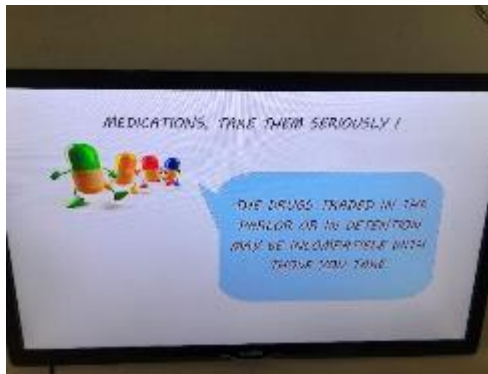 MEDICATIONS, TAKE THEM SERIOUSLY !
THE DRUGS TRADED IN THE
PARLOR OR IN DETENTION
MAY BE INCOMPATIBLE WITH
THOSE YOU TAKE